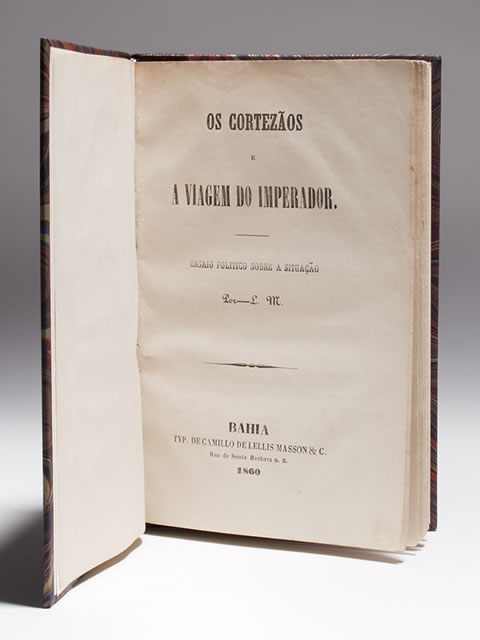 OS CORTEZÃOS
E
A VIAGEM DO IMPERADOR.
ENSAIO POLITICO SOBRE A SITUAÇÃO
Por—L. M.
BAHIA
TYP. DE CAMILLO DE LELLIS MASSON & C.
Rua de Santa Barbara n. 2.
1860